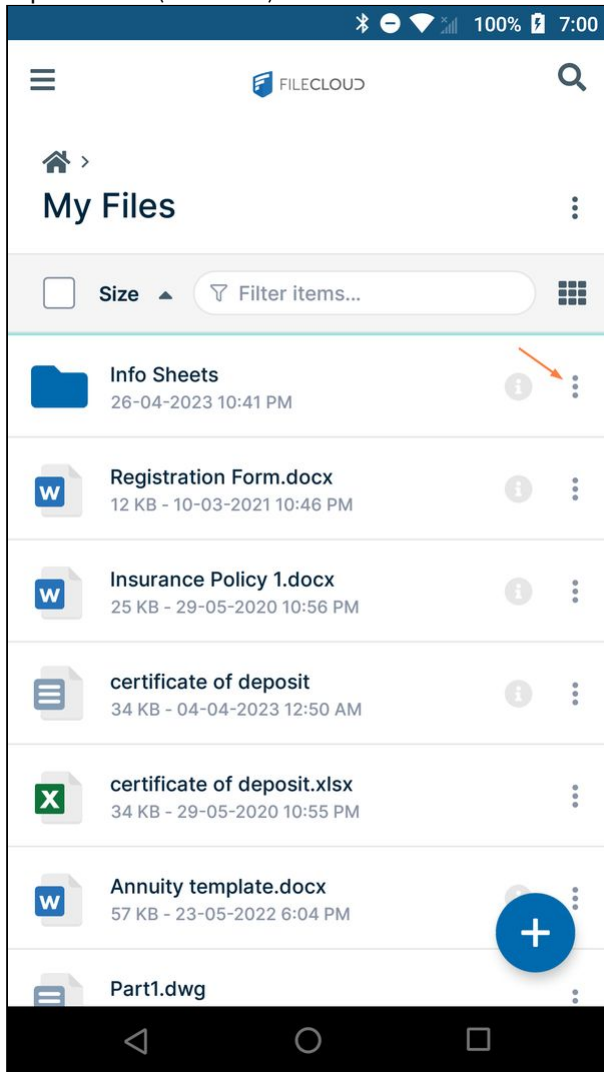 100% 7:00
FILECLOUD
My Files
Size
Filter items...
Info Sheets
26-04-2023 10:41 PM
Registration Form.docx
12 KB - 10-03-2021 10:46 PM
Insurance Policy 1.docx
25 KB - 29-05-2020 10:56 PM
certificate of deposit
34 KB - 04-04-2023 12:50 AM
certificate of deposit.xlsx
34 KB - 29-05-2020 10:55 PM
Annuity template.docx
57 KB - 23-05-2022 6:04 PM
Part1.dwg